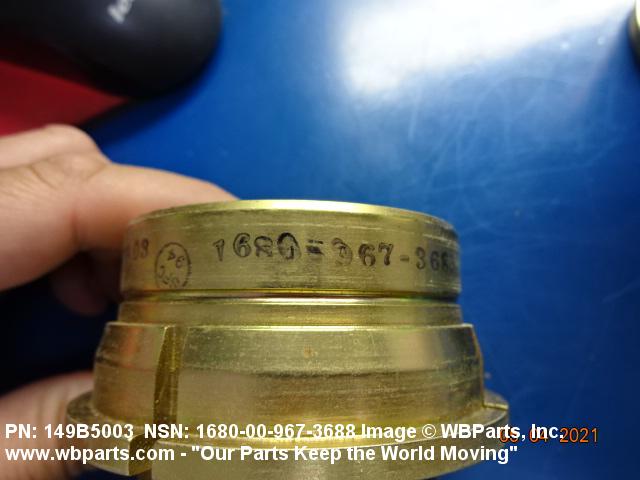 03 1680-967-368
PN: 149B5003 NSN: 1680-00-967-3688 Image © WBParts, Inc.
2021
www.wbparts.com - "Our Parts Keep the World Moving"